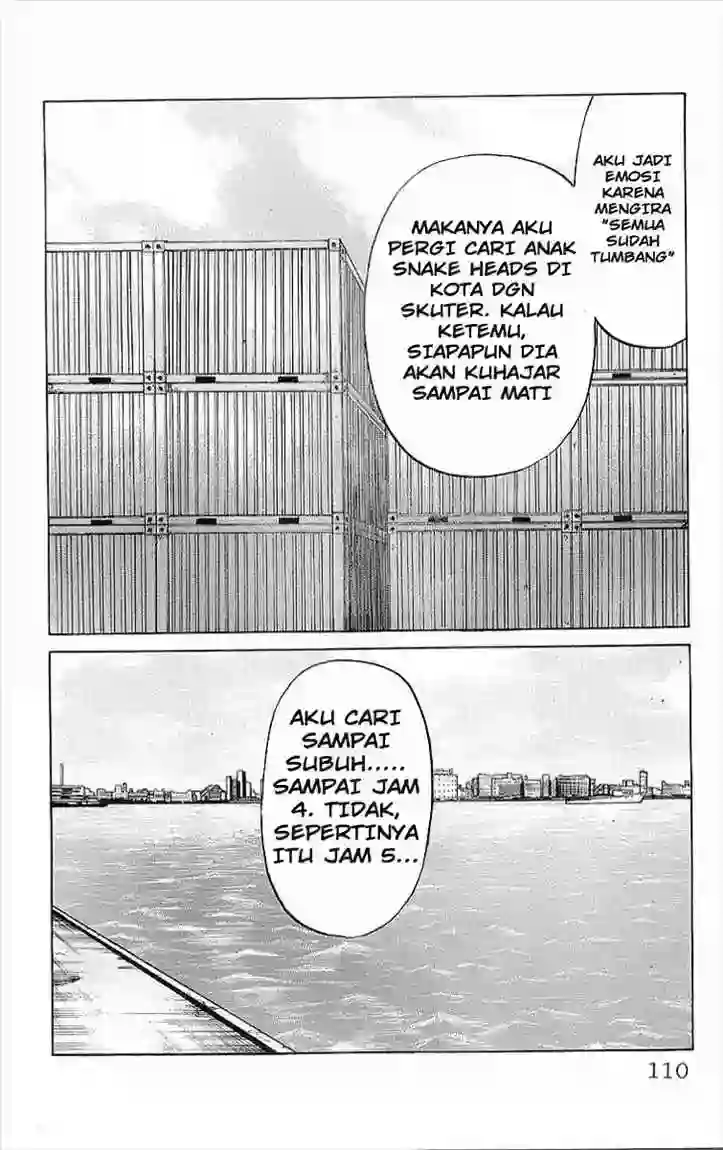 AKU JADI
EMOSI
KARENA
MENGIRA
"SEMUA
SUDAH
TUMBANG"
MAKANYA AKU
PERGI CARI ANAK
SNAKE HEADS DI
KOTA DGN
SKUTER. KALAU
KETEMU,
SIAPAPUN DIA
AKAN KUHAJAR
SAMPAI MATI
AKU CARI
SAMPAI
SUBUH.....
SAMPAI JAM
4. TIDAK,
SEPERTINYA
ITU JAM 5...
110